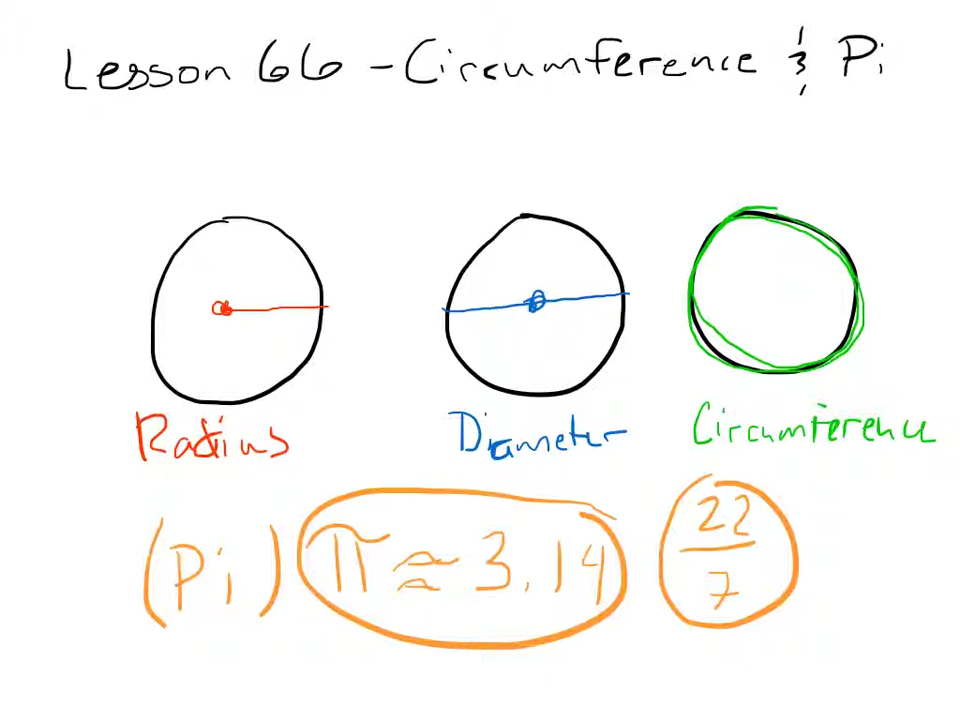 Lesson 66 - Circumference & Pi
Radius
Diameter
Circumference
(Pi) π ≈ 3.14
22
7